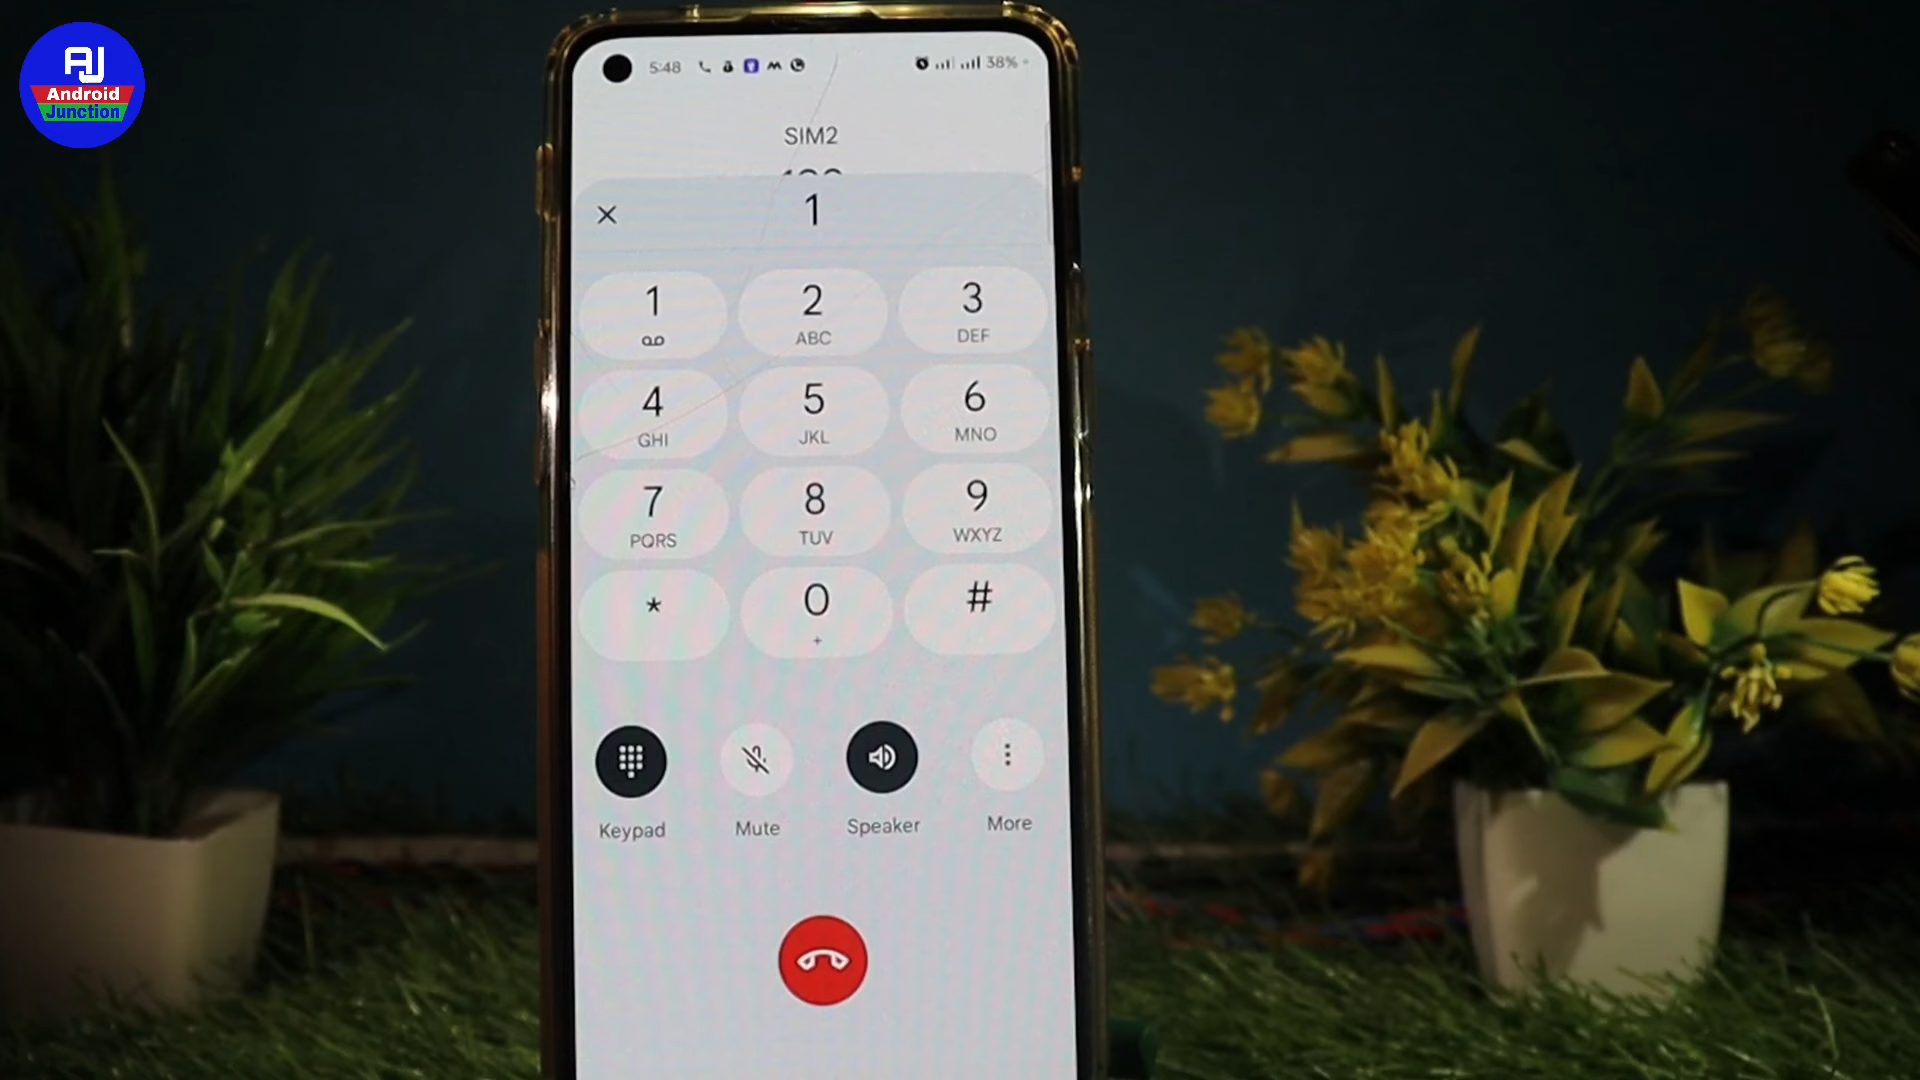 AJ
Android
Junction
5:48
38%
SIM2
1
1
2
ABC
3
DEF
4
GHI
5
JKL
6
MNO
7
PQRS
8
TUV
9
WXYZ
*
0
+
#
Keypad
Mute
Speaker
More